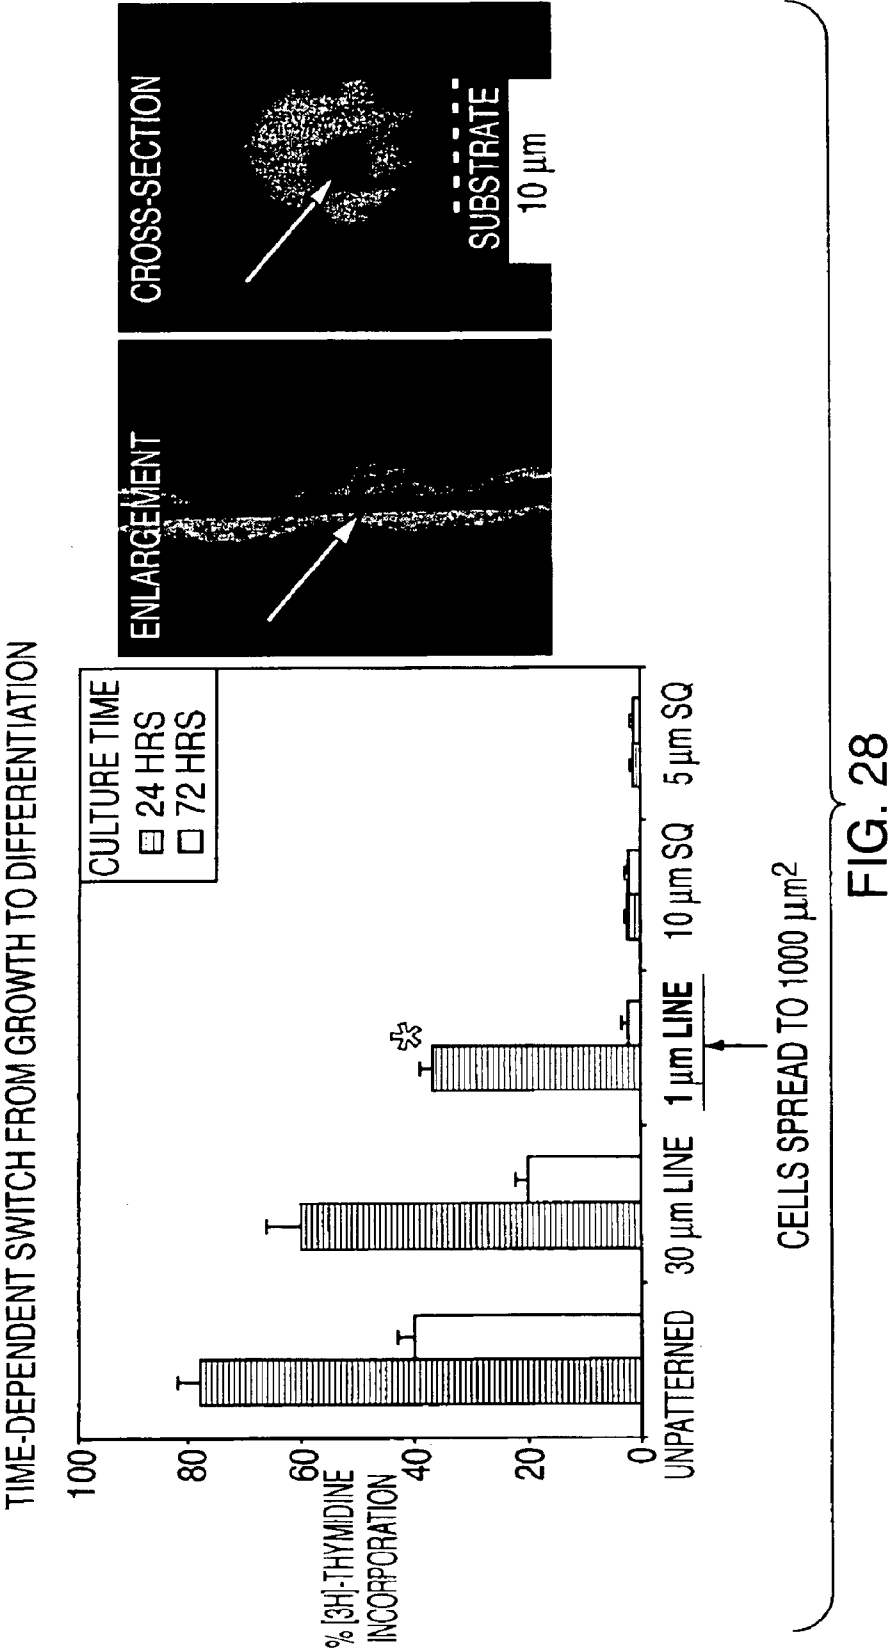 TIME-DEPENDENT SWITCH FROM GROWTH TO DIFFERENTIATION
% [3H]-THYMIDINE
INCORPORATION
100
80
60
40
20
0
CULTURE TIME
24 HRS
72 HRS
*
UNPATTERNED
30 µm LINE
1 µm LINE
10 µm SQ
5 µm SQ
CELLS SPREAD TO 1000 µm²
ENLARGEMENT
CROSS-SECTION
SUBSTRATE
10 µm
FIG. 28